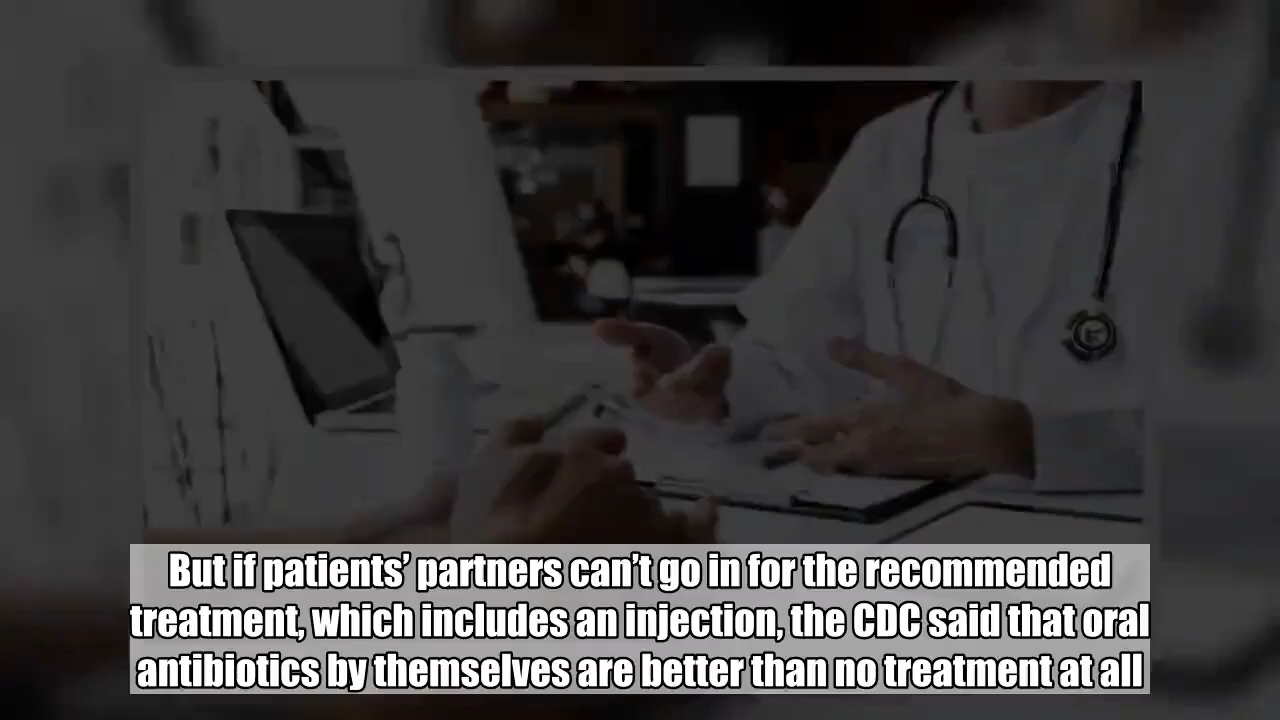 But if patients’ partners can’t go in for the recommended
treatment, which includes an injection, the CDC said that oral
antibiotics by themselves are better than no treatment at all